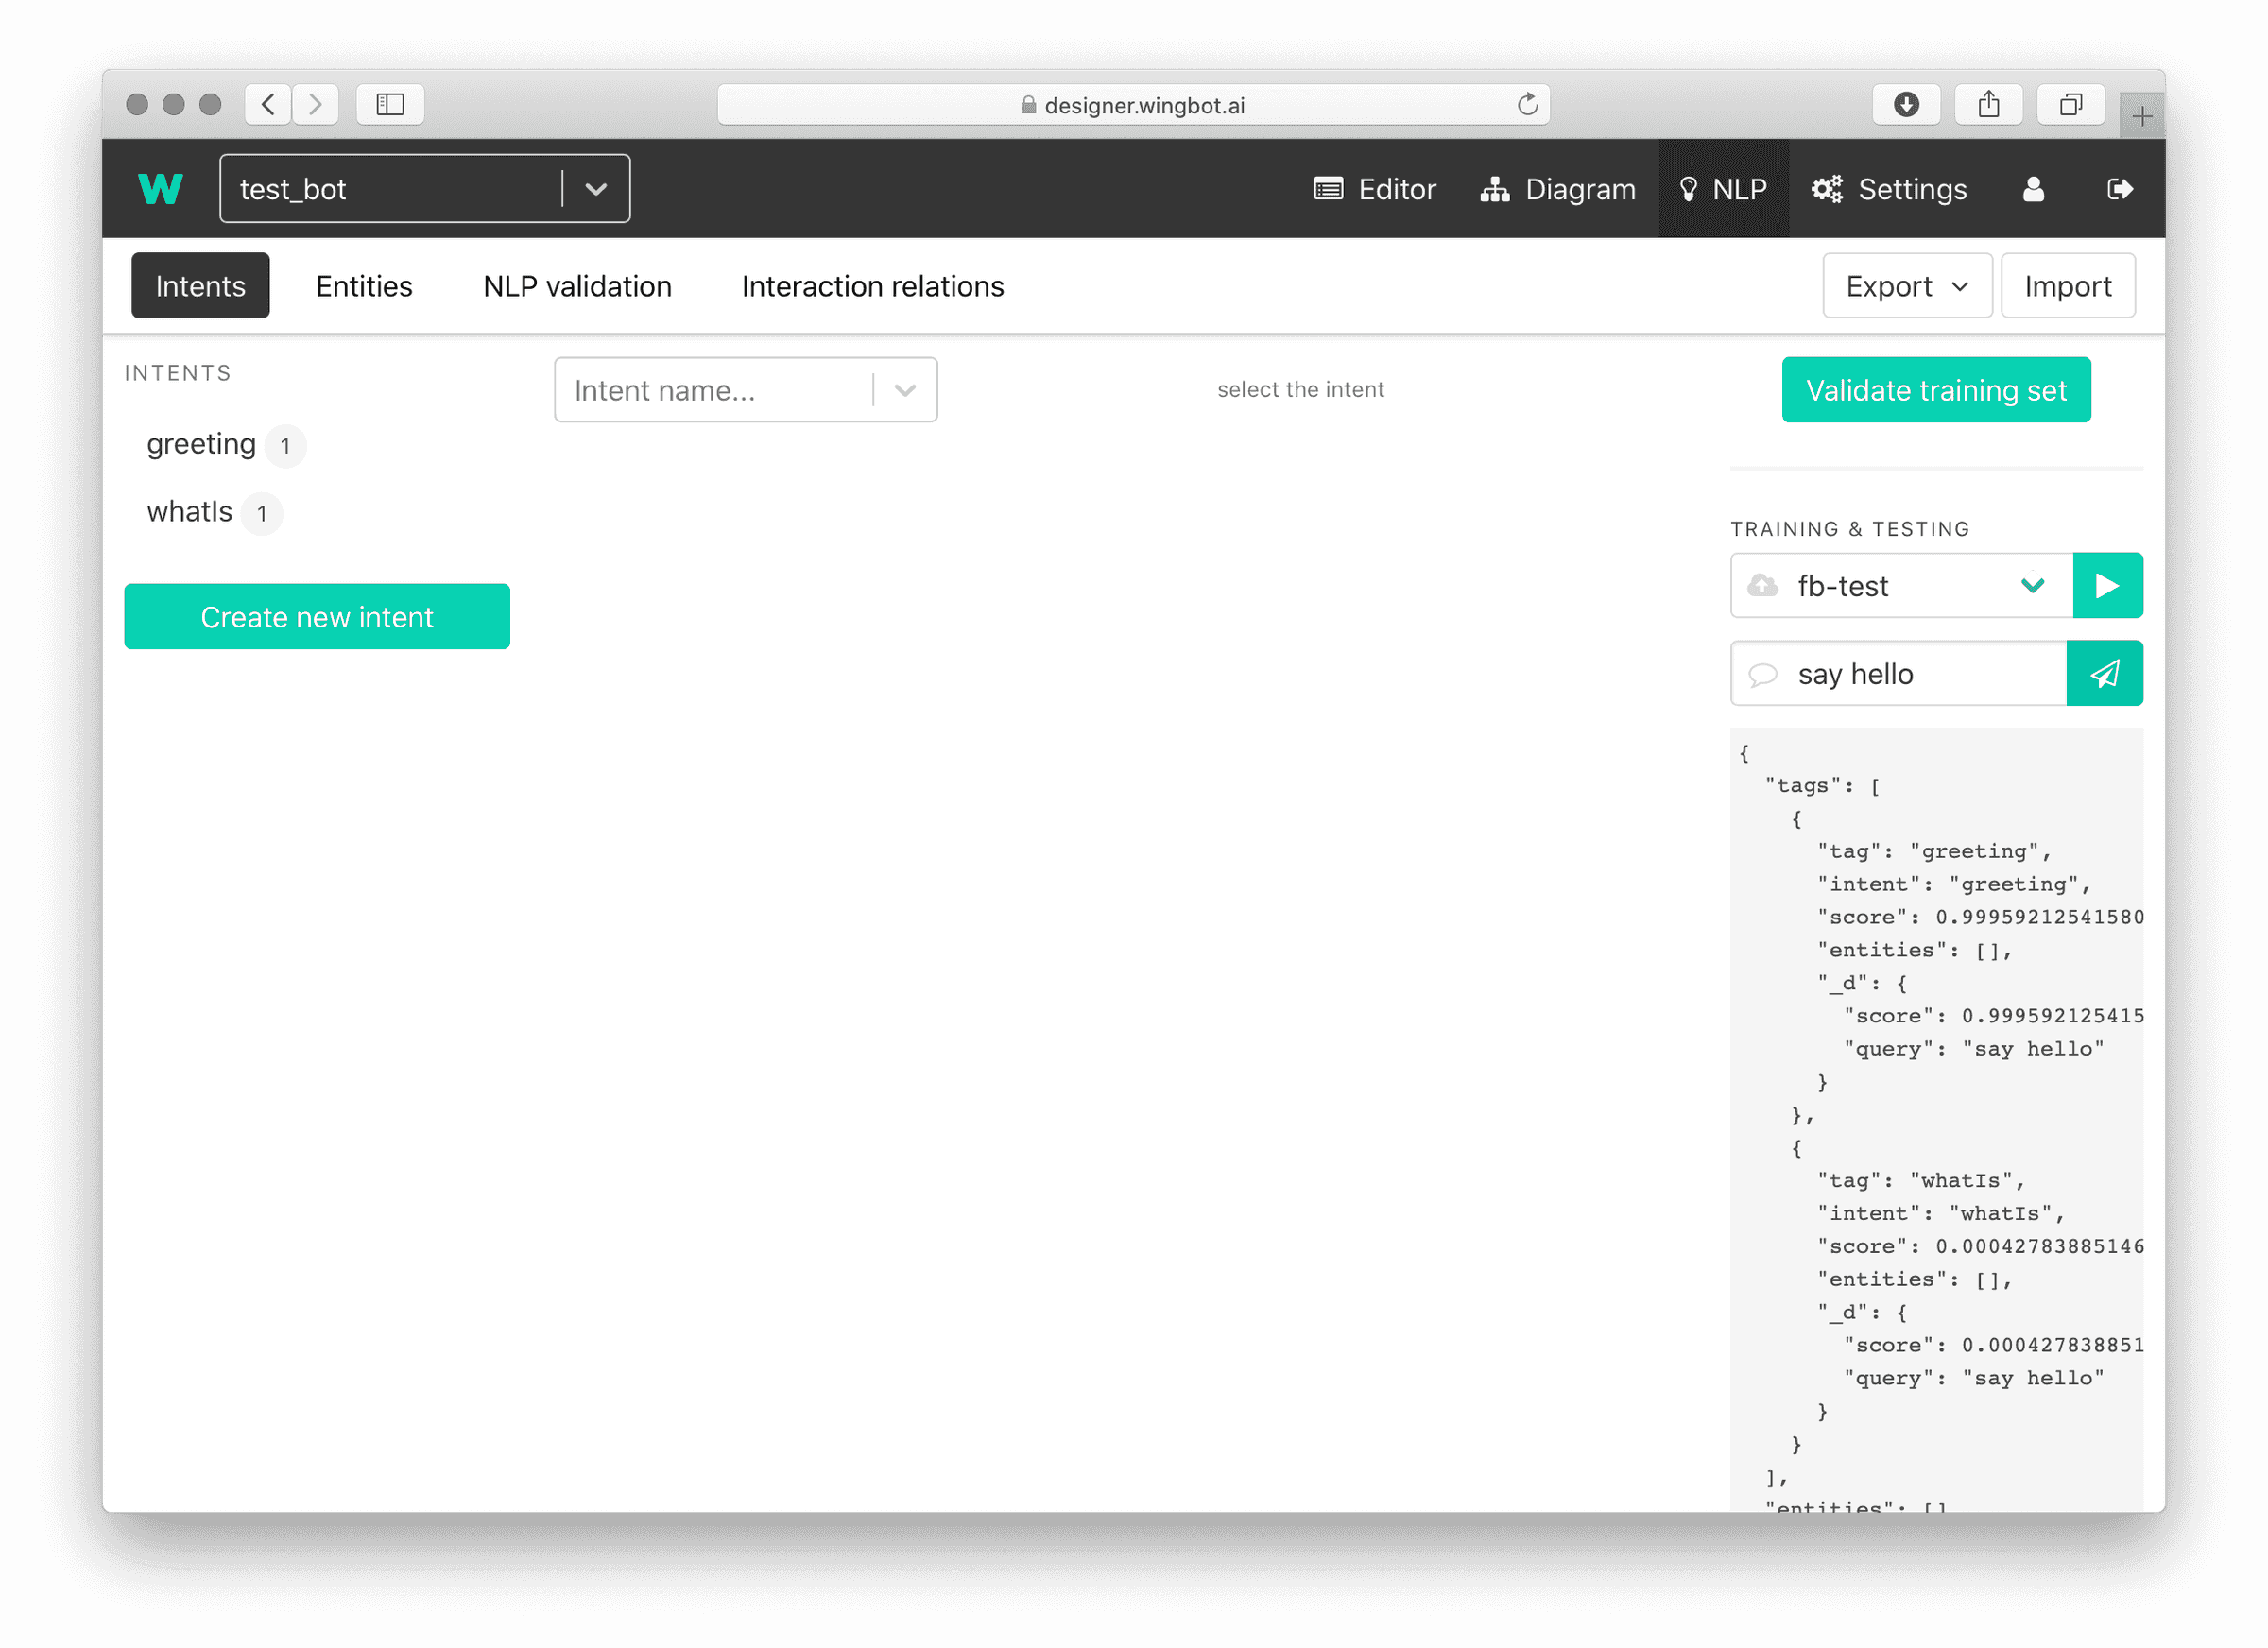 designer.wingbot.ai
W test_bot Editor Diagram NLP Settings
Intents Entities NLP validation Interaction relations Export Import
INTENTS
greeting 1
whatIs 1
Create new intent
Intent name...
select the intent
Validate training set
TRAINING & TESTING
fb-test
say hello
{
  "tags": [
    {
      "tag": "greeting",
      "intent": "greeting",
      "score": 0.99959212541580
      "entities": [],
      "_d": {
        "score": 0.999592125415
        "query": "say hello"
      }
    },
    {
      "tag": "whatIs",
      "intent": "whatIs",
      "score": 0.00042783885146
      "entities": [],
      "_d": {
        "score": 0.000427838851
        "query": "say hello"
      }
    }
  ],
  "entities": []